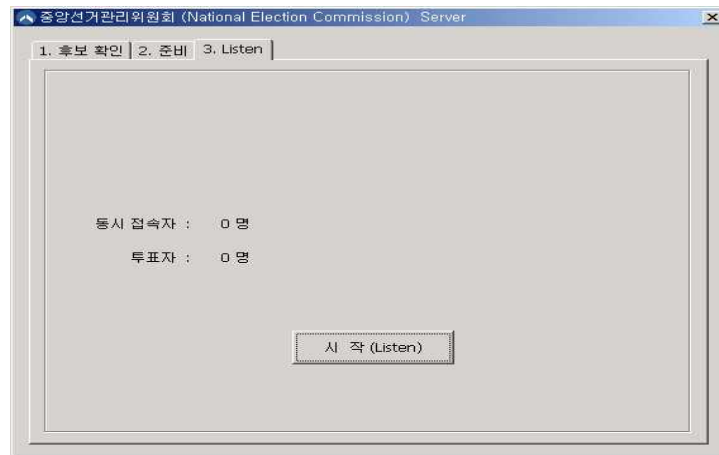 중앙선거관리위원회 (National Election Commission) Server
1. 후보 확인 2. 준비 3. Listen
동시 접속자 : 0 명
투표자 : 0 명
시 작 (Listen)